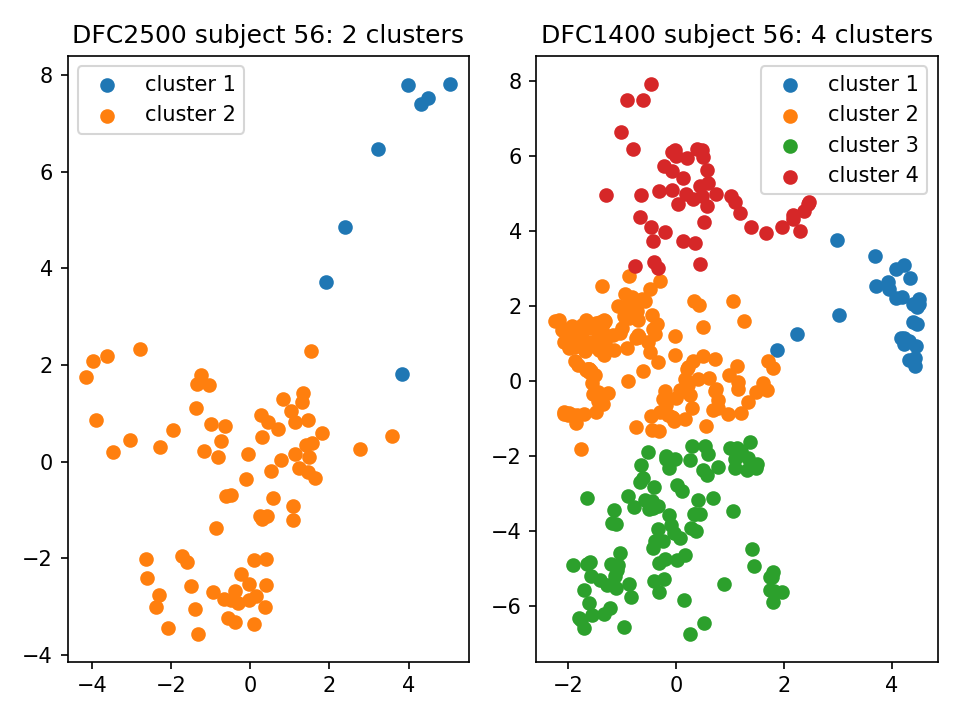 DFC2500 subject 56: 2 clusters
cluster 1
cluster 2
8
6
4
2
0
−2
−4
−4 −2 0 2 4
DFC1400 subject 56: 4 clusters
cluster 1
cluster 2
cluster 3
cluster 4
8
6
4
2
0
−2
−4
−6
−2 0 2 4